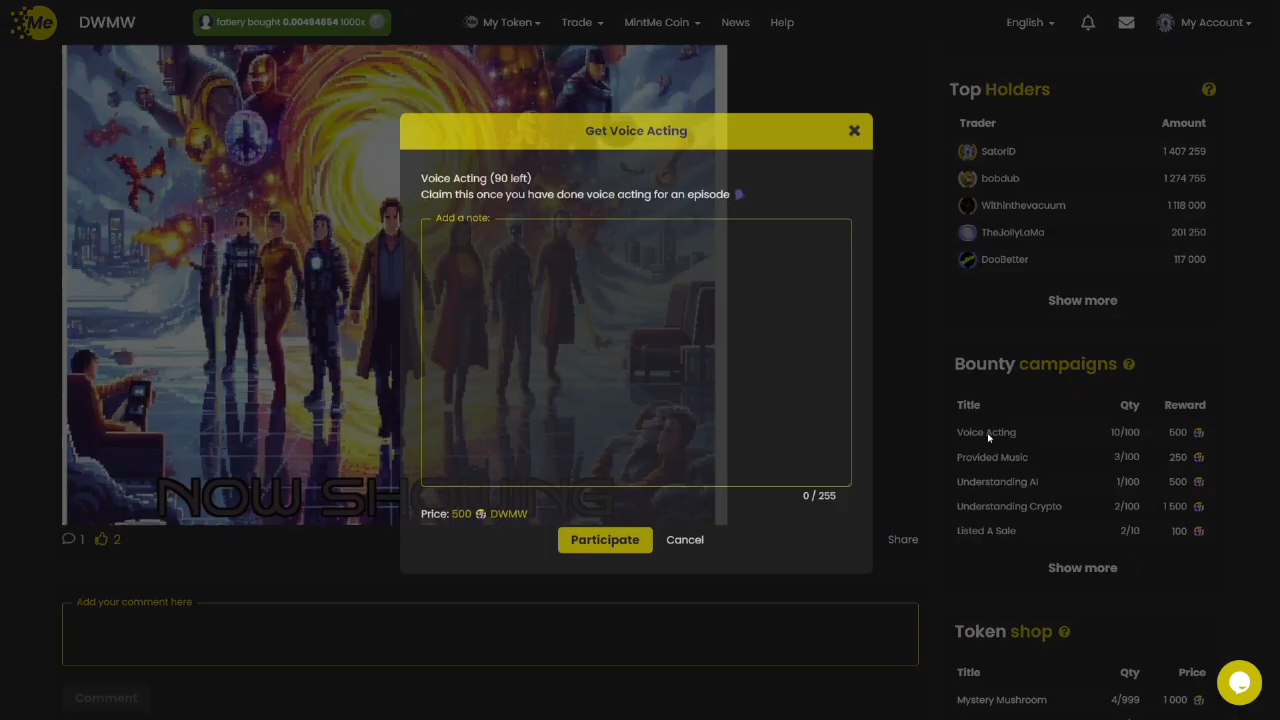 Me
DWMW
fatiery bought 0.00494654 1000x
My Token
Trade
MintMe Coin
News
Help
English
My Account
Get Voice Acting
Voice Acting (90 left)
Claim this once you have done voice acting for an episode
Add a note:
0 / 255
Price: 500 DWMW
Participate Cancel
NOW SHOWING
1 2
Share
Add your comment here
Comment
Top Holders
Trader Amount
SatoriD 1 407 259
bobdub 1 274 755
Withinthevacuum 1 118 000
TheJollyLaMa 201 250
DooBetter 117 000
Show more
Bounty campaigns
Title Qty Reward
Voice Acting 10/100 500
Provided Music 3/100 250
Understanding AI 1/100 500
Understanding Crypto 2/100 1 500
Listed A Sale 2/10 100
Show more
Token shop
Title Qty Price
Mystery Mushroom 4/999 1 000